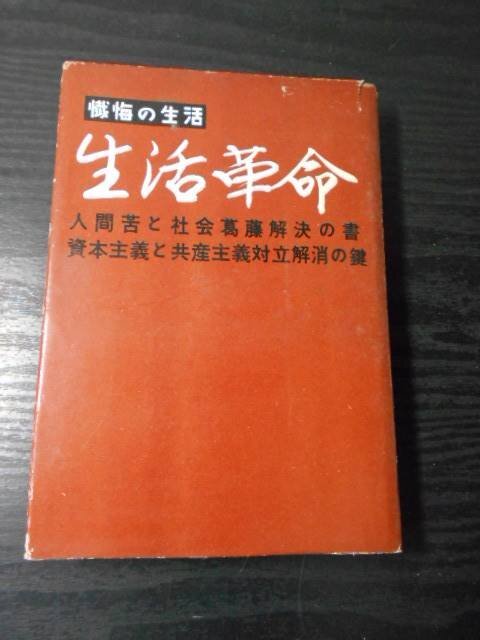 懺悔の生活
生活革命
人間苦と社会葛藤解決の書
資本主義と共産主義対立解消の鍵